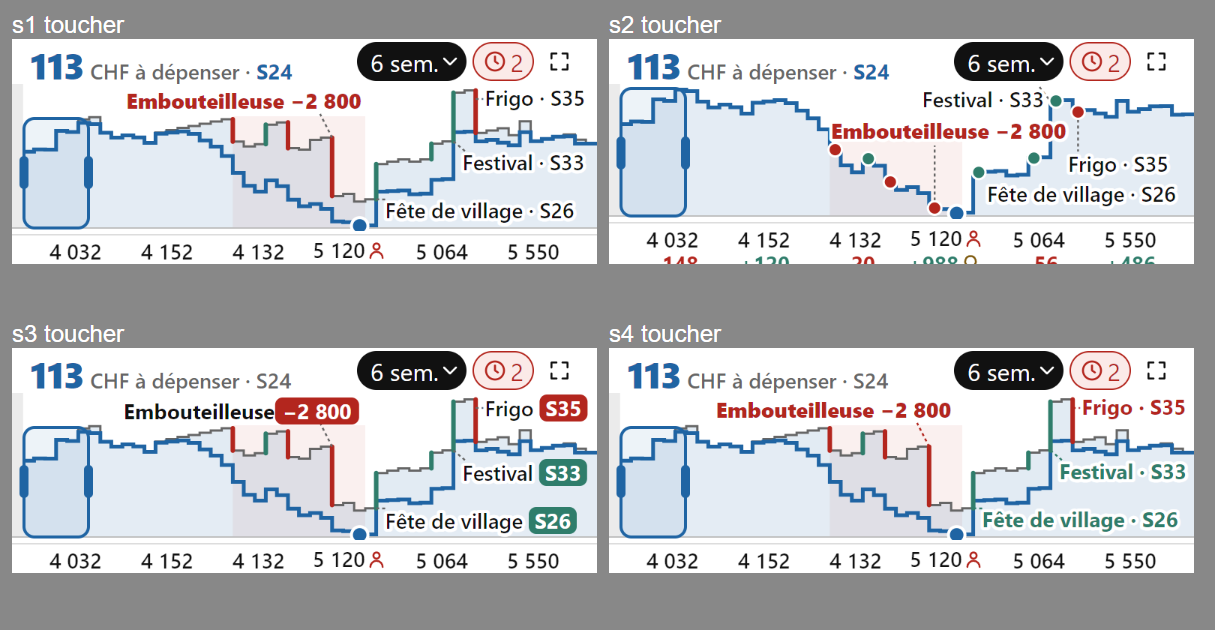 s1 toucher
113 CHF à dépenser · S24
6 sem.
2
Embouteilleuse −2 800
Frigo · S35
Festival · S33
Fête de village · S26
4 032 4 152 4 132 5 120 5 064 5 550
s2 toucher
113 CHF à dépenser · S24
6 sem.
2
Festival · S33
Embouteilleuse −2 800
Frigo · S35
Fête de village · S26
4 032 4 152 4 132 5 120 5 064 5 550
s3 toucher
113 CHF à dépenser · S24
6 sem.
2
Embouteilleuse −2 800
Frigo S35
Festival S33
Fête de village S26
4 032 4 152 4 132 5 120 5 064 5 550
s4 toucher
113 CHF à dépenser · S24
6 sem.
2
Embouteilleuse −2 800
Frigo · S35
Festival · S33
Fête de village · S26
4 032 4 152 4 132 5 120 5 064 5 550